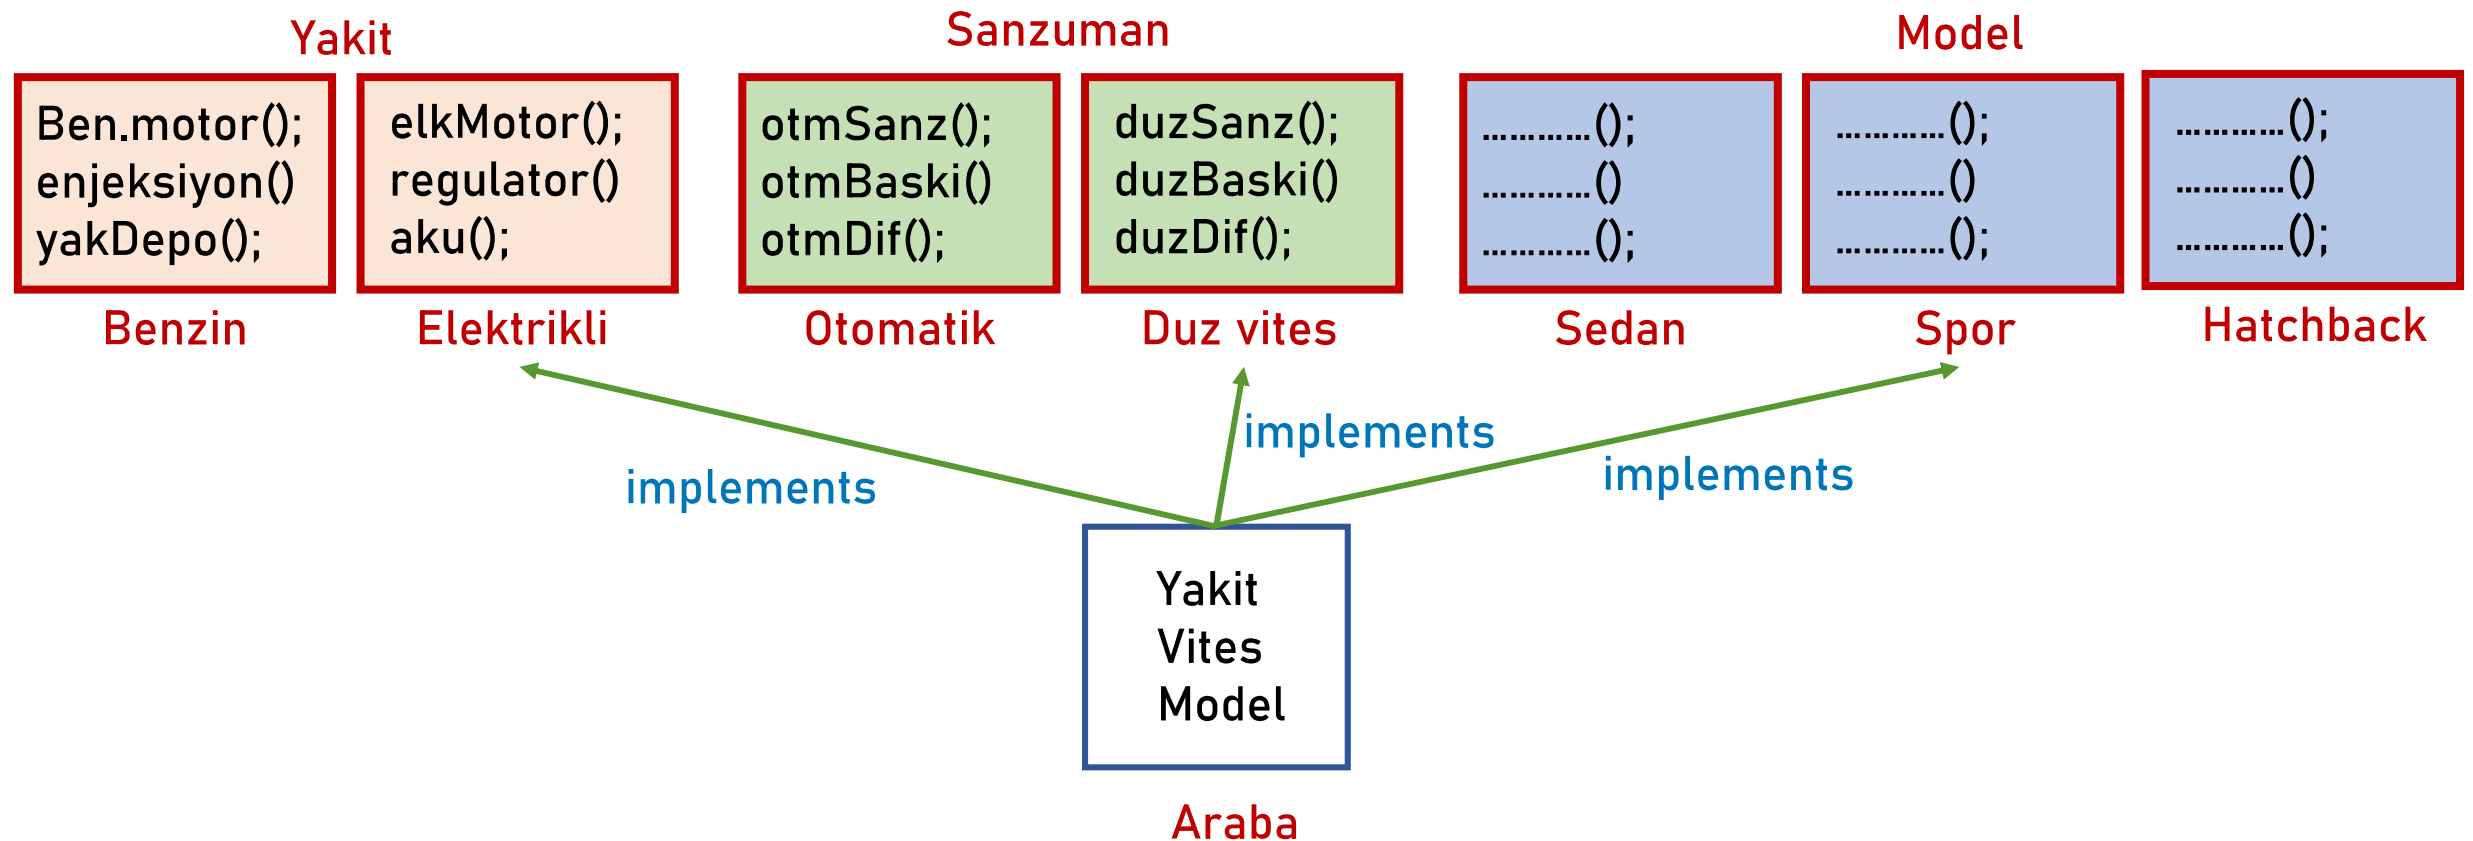 Yakit
Sanzuman
Model
Ben.motor();
enjeksiyon()
yakDepo();
elkMotor();
regulator()
aku();
otmSanz();
otmBaski()
otmDif();
duzSanz();
duzBaski()
duzDif();
…………();
…………()
…………();
…………();
…………()
…………();
…………();
…………()
…………();
Benzin
Elektrikli
Otomatik
Duz vites
Sedan
Spor
Hatchback
implements
implements
implements
Yakit
Vites
Model
Araba